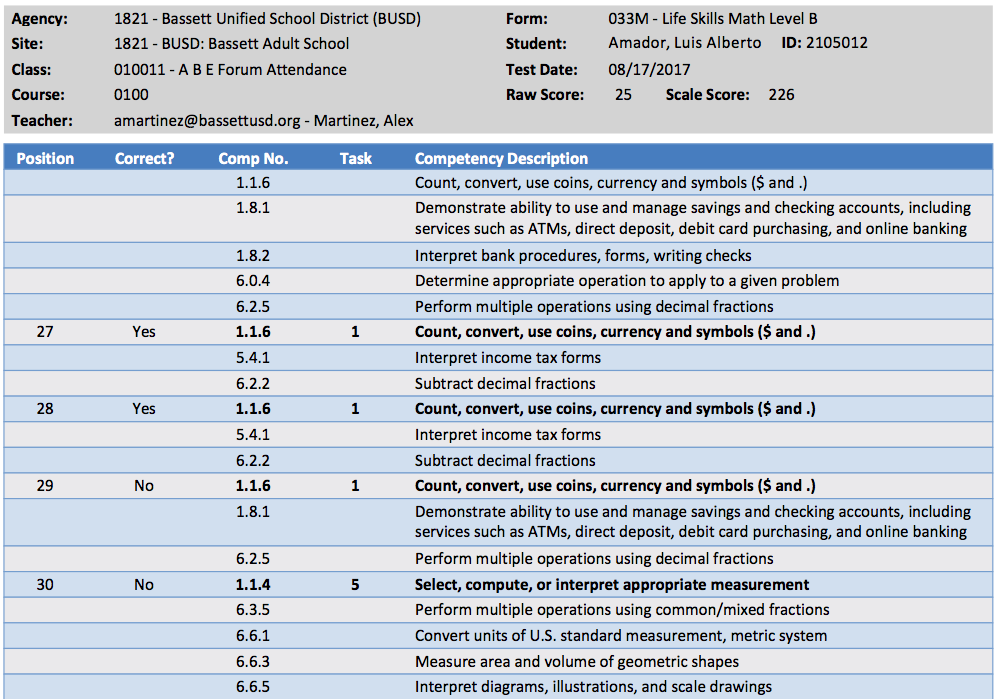 Agency: 1821 - Bassett Unified School District (BUSD) Form: 033M - Life Skills Math Level B
Site: 1821 - BUSD: Bassett Adult School Student: Amador, Luis Alberto ID: 2105012
Class: 010011 - A B E Forum Attendance Test Date: 08/17/2017
Course: 0100 Raw Score: 25 Scale Score: 226
Teacher: amartinez@bassettusd.org - Martinez, Alex
Position Correct? Comp No. Task Competency Description
1.1.6 Count, convert, use coins, currency and symbols ($ and .)
1.8.1 Demonstrate ability to use and manage savings and checking accounts, including
services such as ATMs, direct deposit, debit card purchasing, and online banking
1.8.2 Interpret bank procedures, forms, writing checks
6.0.4 Determine appropriate operation to apply to a given problem
6.2.5 Perform multiple operations using decimal fractions
27 Yes 1.1.6 1 Count, convert, use coins, currency and symbols ($ and .)
5.4.1 Interpret income tax forms
6.2.2 Subtract decimal fractions
28 Yes 1.1.6 1 Count, convert, use coins, currency and symbols ($ and .)
5.4.1 Interpret income tax forms
6.2.2 Subtract decimal fractions
29 No 1.1.6 1 Count, convert, use coins, currency and symbols ($ and .)
1.8.1 Demonstrate ability to use and manage savings and checking accounts, including
services such as ATMs, direct deposit, debit card purchasing, and online banking
6.2.5 Perform multiple operations using decimal fractions
30 No 1.1.4 5 Select, compute, or interpret appropriate measurement
6.3.5 Perform multiple operations using common/mixed fractions
6.6.1 Convert units of U.S. standard measurement, metric system
6.6.3 Measure area and volume of geometric shapes
6.6.5 Interpret diagrams, illustrations, and scale drawings